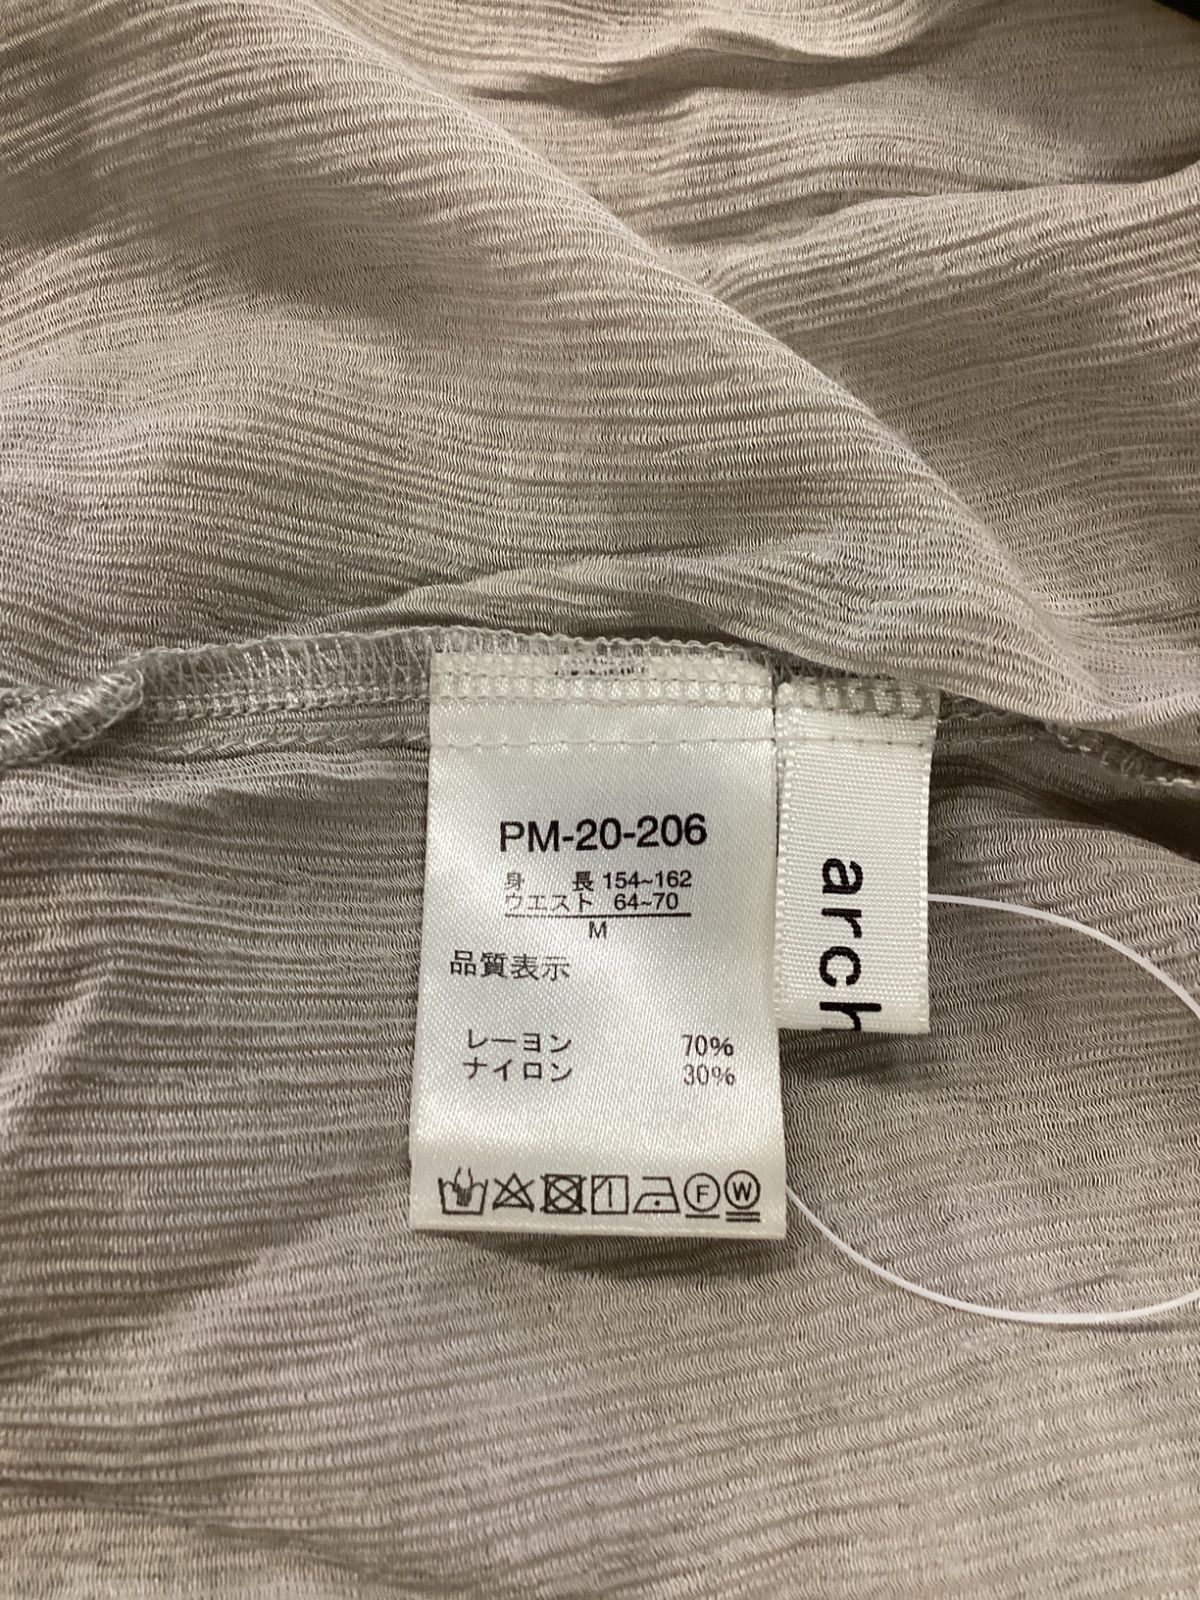 PM-20-206
身 長 154~162
ウエスト 64~70
M
品質表示
レーヨン 70%
ナイロン 30%
F W
arch